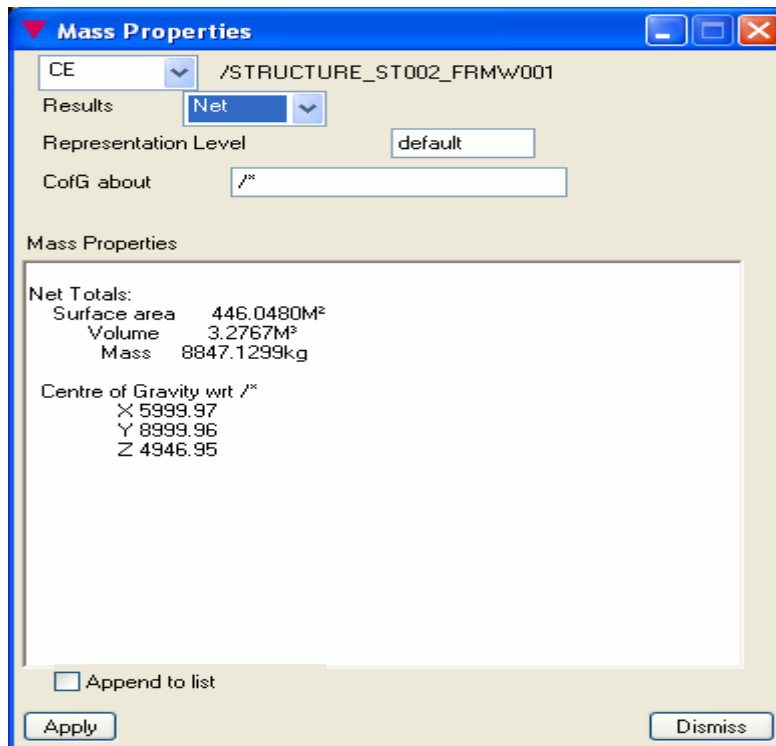 Mass Properties
CE /STRUCTURE_ST002_FRMW001
Results Net
Representation Level default
CofG about /*
Mass Properties
Net Totals:
Surface area 446.0480M²
Volume 3.2767M³
Mass 8847.1299kg
Centre of Gravity wrt /*
X 5999.97
Y 8999.96
Z 4946.95
Append to list
Apply Dismiss